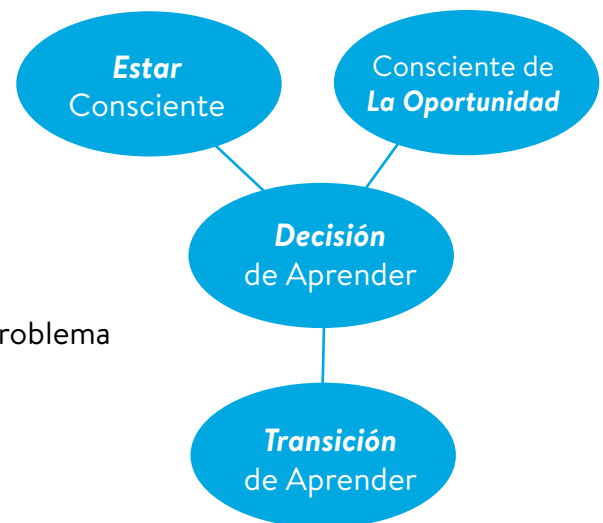 Estar
Consciente
Consciente de
La Oportunidad
Decisión
de Aprender
roblema
Transición
de Aprender